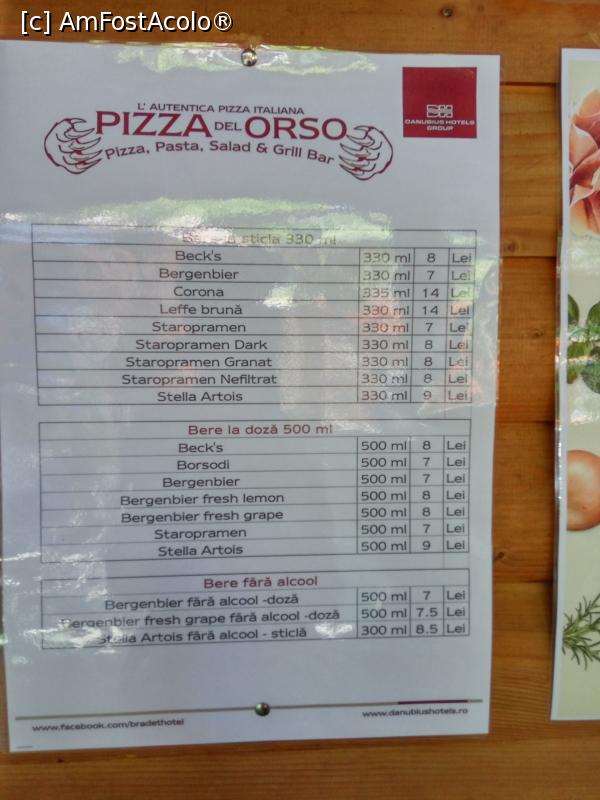 [c] AmFostAcolo®
L' AUTENTICA PIZZA ITALIANA
PIZZA DEL ORSO
Pizza, Pasta, Salad & Grill Bar
DANUBIUS HOTELS
GROUP
sticla 330 ml
Beck's 330 ml 8 Lei
Bergenbier 330 ml 7 Lei
Corona 335 ml 14 Lei
Leffe brună 330 ml 14 Lei
Staropramen 330 ml 7 Lei
Staropramen Dark 330 ml 8 Lei
Staropramen Granat 330 ml 8 Lei
Staropramen Nefiltrat 330 ml 8 Lei
Stella Artois 330 ml 9 Lei
Bere la doză 500 ml
Beck's 500 ml 8 Lei
Borsodi 500 ml 7 Lei
Bergenbier 500 ml 7 Lei
Bergenbier fresh lemon 500 ml 8 Lei
Bergenbier fresh grape 500 ml 8 Lei
Staropramen 500 ml 7 Lei
Stella Artois 500 ml 9 Lei
Bere fără alcool
Bergenbier fără alcool -doză 500 ml 7 Lei
Bergenbier fresh grape fără alcool -doză 500 ml 7.5 Lei
Stella Artois fără alcool - sticlă 300 ml 8.5 Lei
www.facebook.com/bradethotel
www.danubiushotels.ro